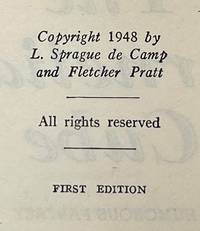 Copyright 1948 by
L. Sprague de Camp
and Fletcher Pratt
All rights reserved
FIRST EDITION